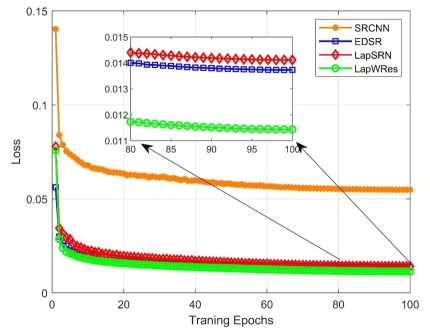 0.15
0.1
0.05
0
Loss
0.015
0.014
0.013
0.012
0.011
80 85 90 95 100
SRCNN
EDSR
LapSRN
LapWRes
0 20 40 60 80 100
Traning Epochs